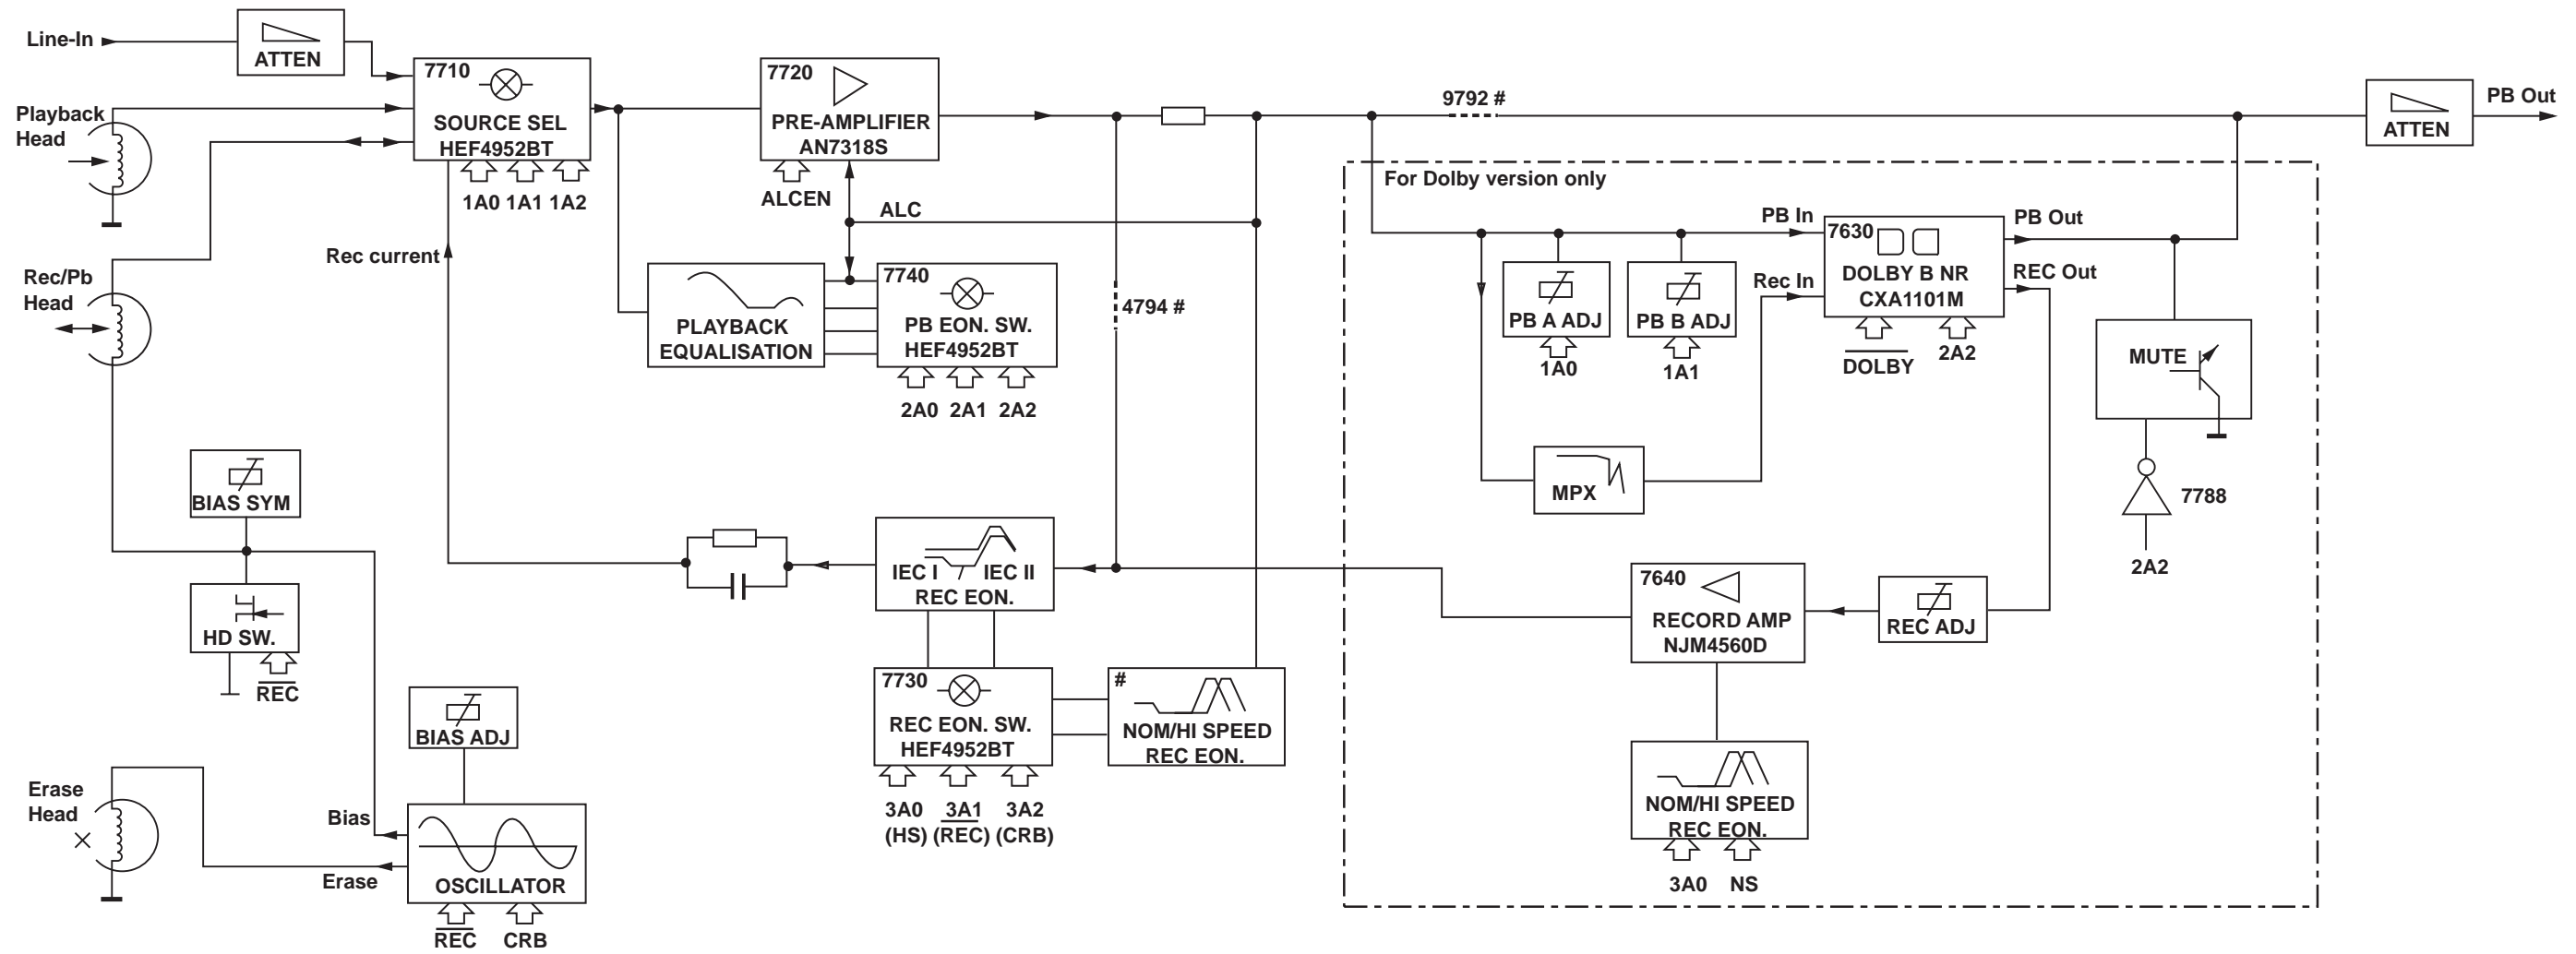 Line-In
ATTEN
Playback
Head
7710
SOURCE SEL
HEF4952BT
1A0 1A1 1A2
7720
PRE-AMPLIFIER
AN7318S
ALCEN
ALC
9792 #
ATTEN
PB Out
For Dolby version only
PB In
7630
DOLBY B NR
CXA1101M
PB Out
REC Out
Rec In
DOLBY
2A2
PB A ADJ
1A0
PB B ADJ
1A1
MUTE
7788
2A2
MPX
Rec current
Rec/Pb
Head
PLAYBACK
EQUALISATION
7740
PB EON. SW.
HEF4952BT
2A0 2A1 2A2
4794 #
BIAS SYM
HD SW.
REC
IEC I
IEC II
REC EON.
7640
RECORD AMP
NJM4560D
REC ADJ
7730
REC EON. SW.
HEF4952BT
3A0 3A1 3A2
(HS) (REC) (CRB)
#
NOM/HI SPEED
REC EON.
NOM/HI SPEED
REC EON.
3A0 NS
BIAS ADJ
Erase
Head
Bias
Erase
OSCILLATOR
REC
CRB